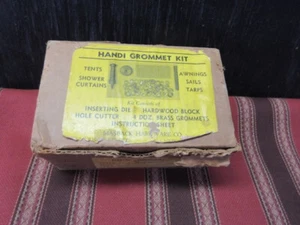 HANDI GROMMET KIT
TENTS
SHOWER
CURTAINS
AWNINGS
SAILS
TARPS
Kit Consists of
INSERTING DIE HARDWOOD BLOCK
HOLE CUTTER DOZ. BRASS GROMMETS
INSTRUCTION SHEET